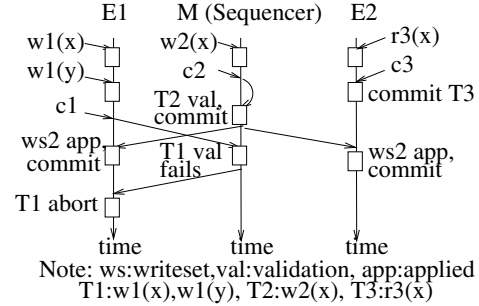 E1 M (Sequencer) E2
w1(x) w2(x) r3(x)
w1(y) c2 c3
T2 val, commit T3
c1 commit
ws2 app, T1 val ws2 app,
commit fails commit
T1 abort
time time time
Note: ws:writeset,val:validation, app:applied
T1:w1(x),w1(y), T2:w2(x), T3:r3(x)